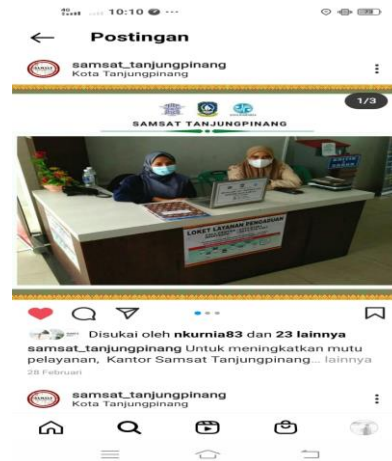 10:10
Postingan
samsat_tanjungpinang
Kota Tanjungpinang
1/3
SAMSAT TANJUNGPINANG
LOKET LAYANAN PENGADUAN
Disukai oleh nkurnia83 dan 23 lainnya
samsat_tanjungpinang Untuk meningkatkan mutu
pelayanan, Kantor Samsat Tanjungpinang... lainnya
28 Februari
samsat_tanjungpinang
Kota Tanjungpinang